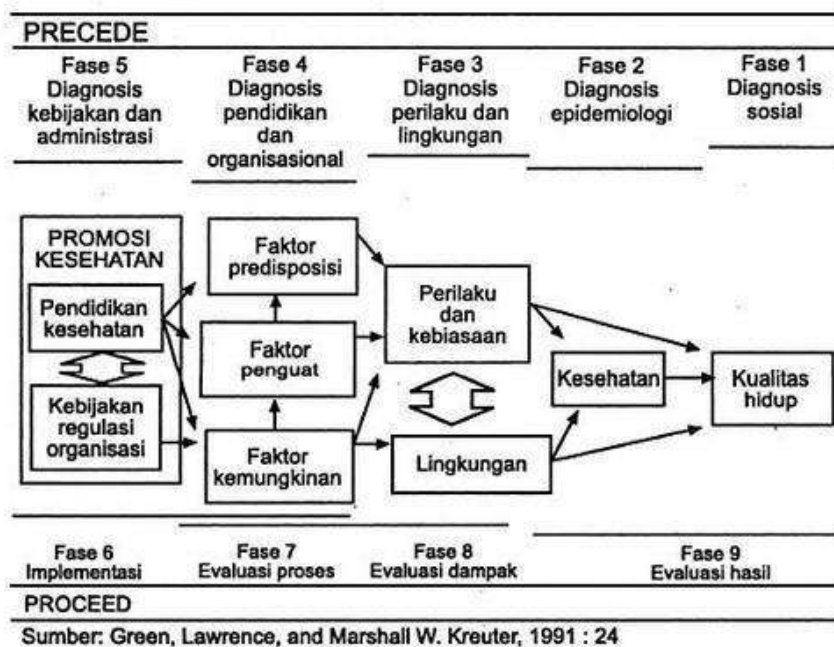 PRECEDE
Fase 5
Diagnosis
kebijakan dan
administrasi
Fase 4
Diagnosis
pendidikan
dan
organisasional
Fase 3
Diagnosis
perilaku dan
lingkungan
Fase 2
Diagnosis
epidemiologi
Fase 1
Diagnosis
sosial
PROMOSI
KESEHATAN
Pendidikan
kesehatan
Kebijakan
regulasi
organisasi
Faktor
predisposisi
Faktor
penguat
Faktor
kemungkinan
Perilaku
dan
kebiasaan
Lingkungan
Kesehatan
Kualitas
hidup
Fase 6
Implementasi
Fase 7
Evaluasi proses
Fase 8
Evaluasi dampak
Fase 9
Evaluasi hasil
PROCEED
Sumber: Green, Lawrence, and Marshall W. Kreuter, 1991 : 24